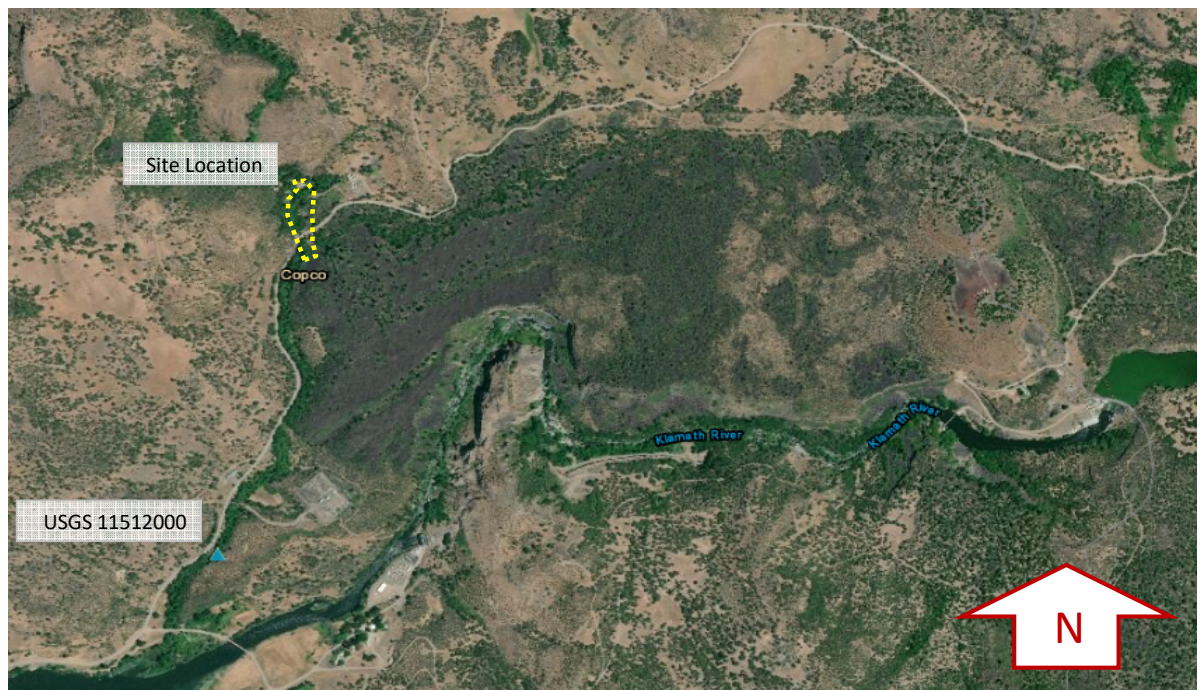 Site Location
Copco
Klamath River
Klamath River
USGS 11512000
N